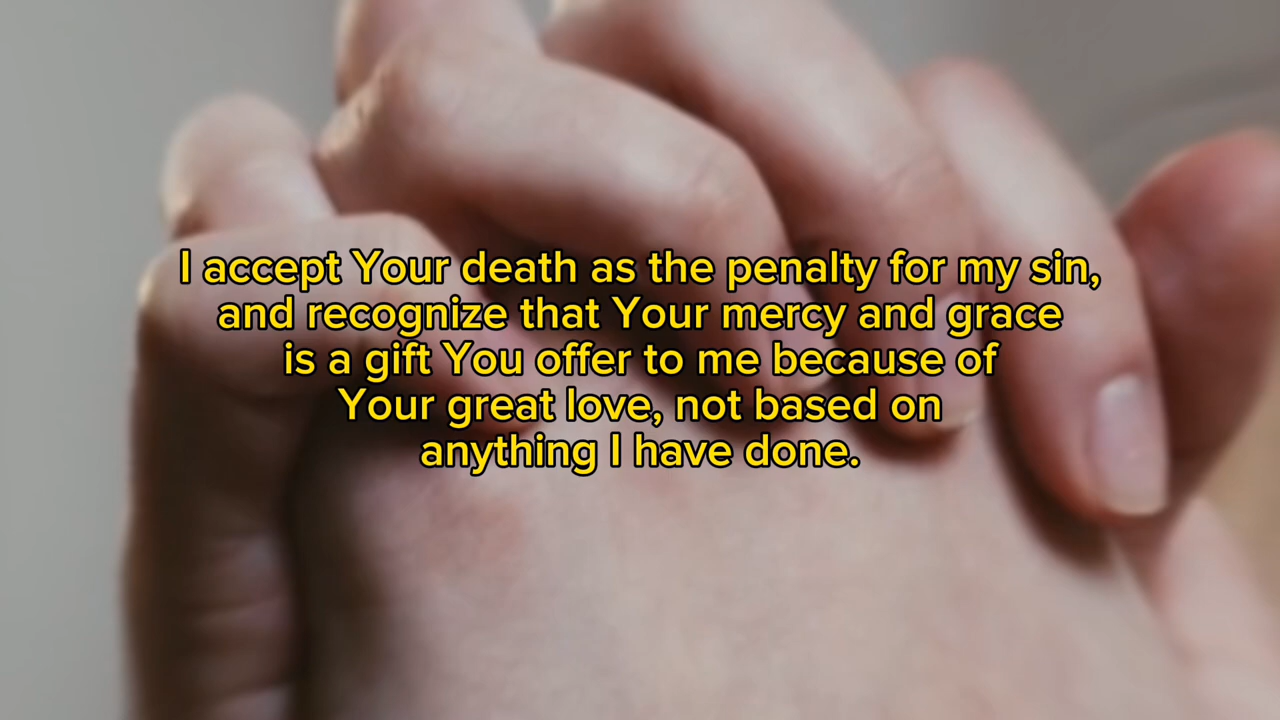 I accept Your death as the penalty for my sin,
and recognize that Your mercy and grace
is a gift You offer to me because of
Your great love, not based on
anything I have done.